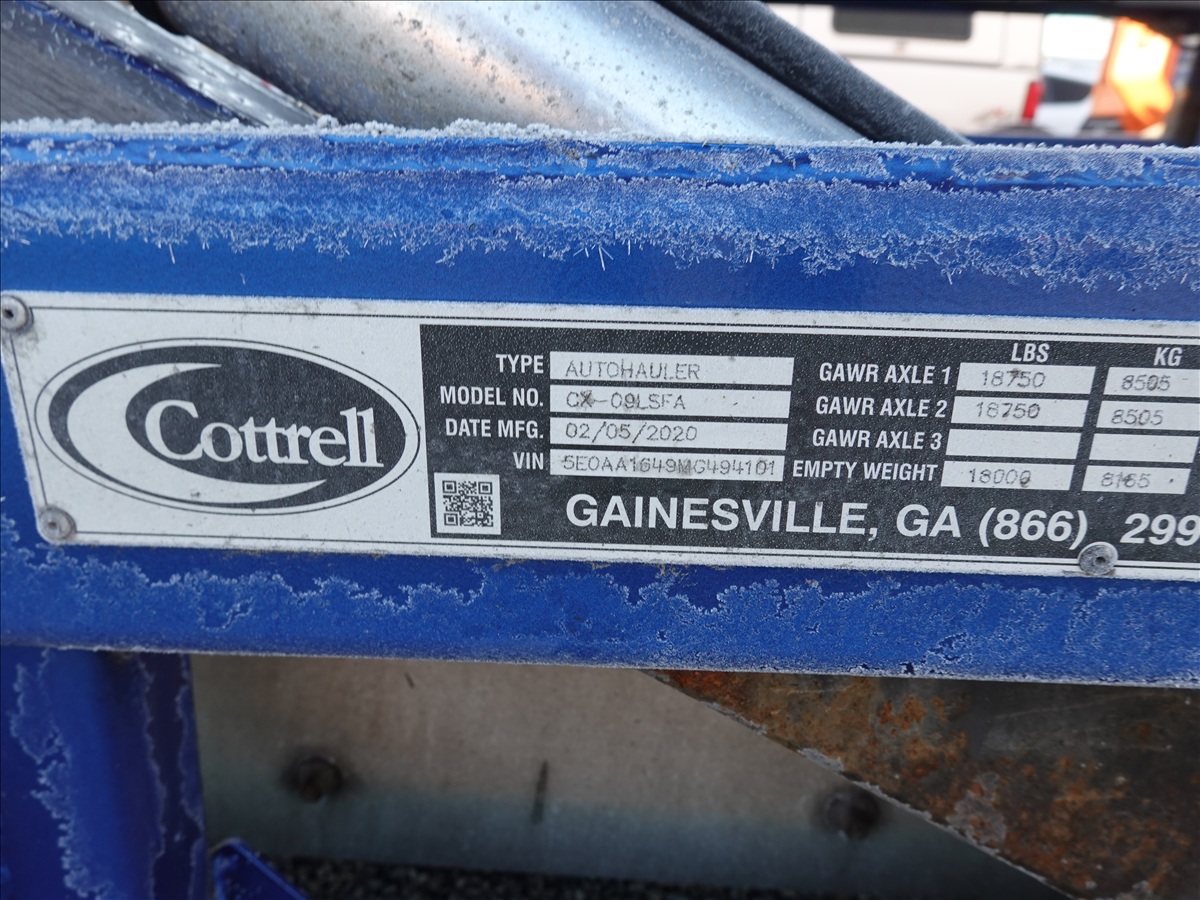 Cottrell
TYPE AUTOHAULER
MODEL NO. CX-09LSFA
DATE MFG. 02/05/2020
VIN 5E0AA1649MG494101
LBS KG
GAWR AXLE 1 18750 8505
GAWR AXLE 2 18750 8505
GAWR AXLE 3
EMPTY WEIGHT 18000 8165
GAINESVILLE, GA (866) 299